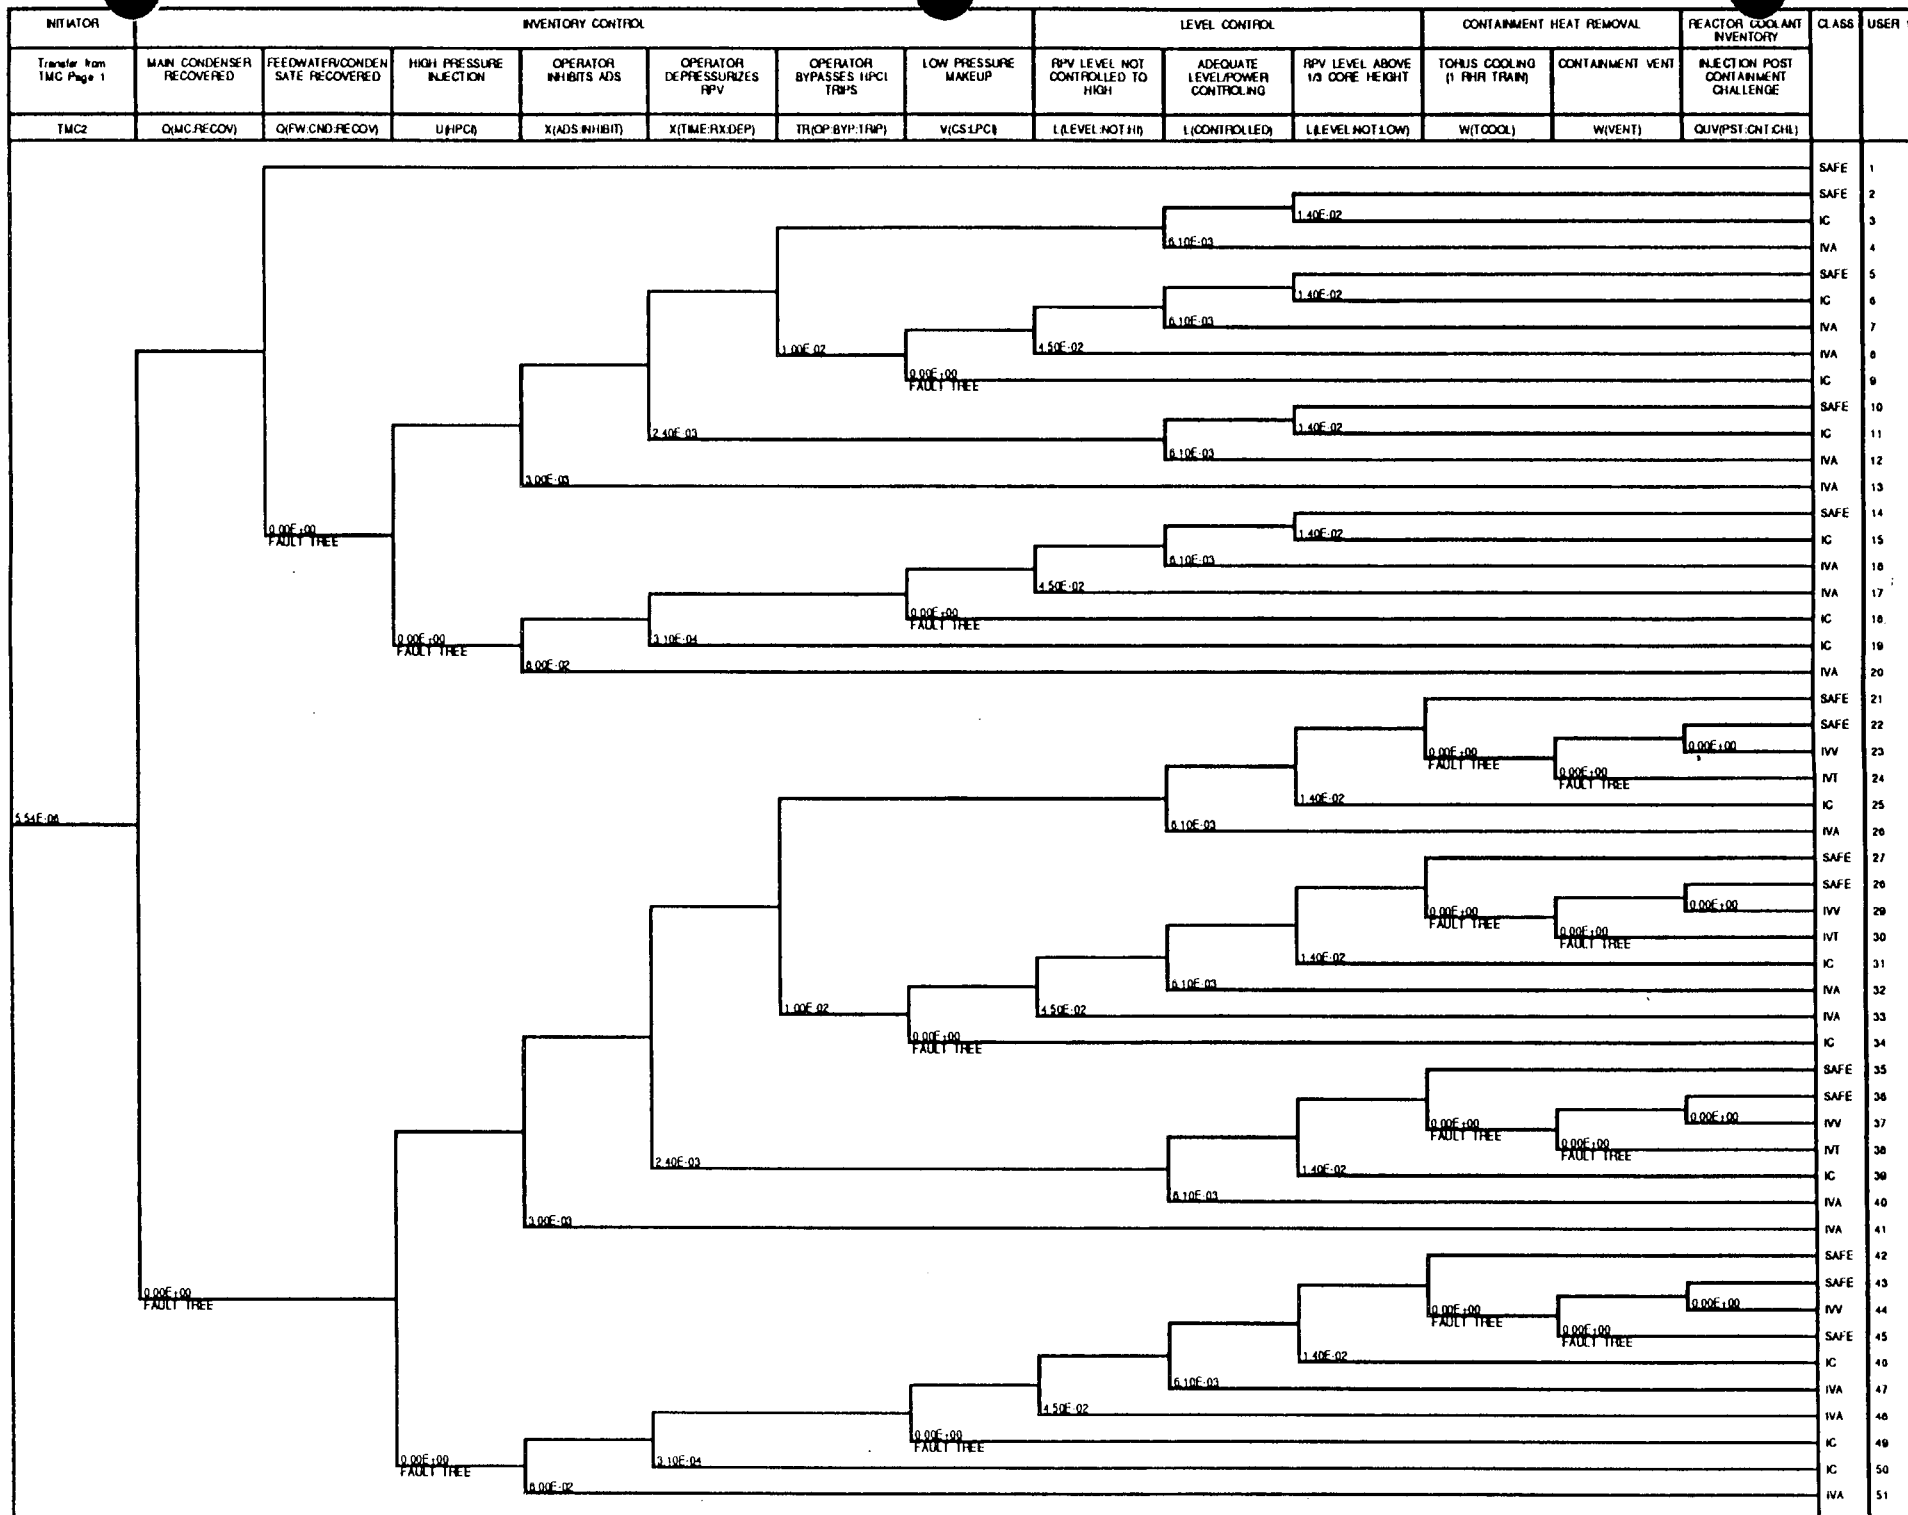 INITIATOR
INVENTORY CONTROL
LEVEL CONTROL
CONTAINMENT HEAT REMOVAL
REACTOR COOLANT
INVENTORY
CLASS
USER
Transfer from
TMC Page 1
MAIN CONDENSER
RECOVERED
FEEDWATER/CONDEN
SATE RECOVERED
HIGH PRESSURE
INJECTION
OPERATOR
INHIBITS ADS
OPERATOR
DEPRESSURIZES
RPV
OPERATOR
BYPASSES HPCI
TRIPS
LOW PRESSURE
MAKEUP
RPV LEVEL NOT
CONTROLLED TO
HIGH
ADEQUATE
LEVEL/POWER
CONTROLING
RPV LEVEL ABOVE
1/3 CORE HEIGHT
TORUS COOLING
(1 RHR TRAIN)
CONTAINMENT VENT
INJECTION POST
CONTAINMENT
CHALLENGE
TMC2
Q(MC:RECOV)
Q(FW:CND:RECOV)
U(HPCI)
X(ADS:INHIBIT)
X(TIME:RX:DEP)
TR(OP:BYP:TRIP)
V(CS:LPCI)
L(LEVEL:NOT:HI)
L(CONTROLLED)
L(LEVEL:NOT:LOW)
W(TCOOL)
W(VENT)
QUV(PST:CNT:CHL)
SAFE 1
SAFE 2
1.40E-02
IC 3
6.10E-03
IVA 4
SAFE 5
1.40E-02
IC 6
6.10E-03
IVA 7
1.00E-02
4.50E-02
IVA 8
0.00E+00
FAULT TREE
IC 9
SAFE 10
2.40E-03
1.40E-02
IC 11
6.10E-03
IVA 12
3.00E-03
IVA 13
SAFE 14
0.00E+00
FAULT TREE
1.40E-02
IC 15
6.10E-03
IVA 16
4.50E-02
IVA 17
0.00E+00
FAULT TREE
IC 18
0.00E+00
FAULT TREE
3.10E-04
IC 19
8.00E-02
IVA 20
SAFE 21
SAFE 22
0.00E+00
FAULT TREE
0.00E+00
IVV 23
0.00E+00
FAULT TREE
IVT 24
1.40E-02
IC 25
5.54E-06
6.10E-03
IVA 26
SAFE 27
SAFE 28
0.00E+00
FAULT TREE
0.00E+00
IVV 29
0.00E+00
FAULT TREE
IVT 30
1.40E-02
IC 31
6.10E-03
IVA 32
1.00E-02
4.50E-02
IVA 33
0.00E+00
FAULT TREE
IC 34
SAFE 35
SAFE 36
0.00E+00
FAULT TREE
0.00E+00
IVV 37
0.00E+00
FAULT TREE
IVT 38
2.40E-03
1.40E-02
IC 39
6.10E-03
IVA 40
3.00E-03
IVA 41
SAFE 42
0.00E+00
FAULT TREE
SAFE 43
0.00E+00
FAULT TREE
0.00E+00
IVV 44
0.00E+00
FAULT TREE
SAFE 45
1.40E-02
IC 46
6.10E-03
IVA 47
4.50E-02
IVA 48
0.00E+00
FAULT TREE
IC 49
0.00E+00
FAULT TREE
3.10E-04
IC 50
8.00E-02
IVA 51